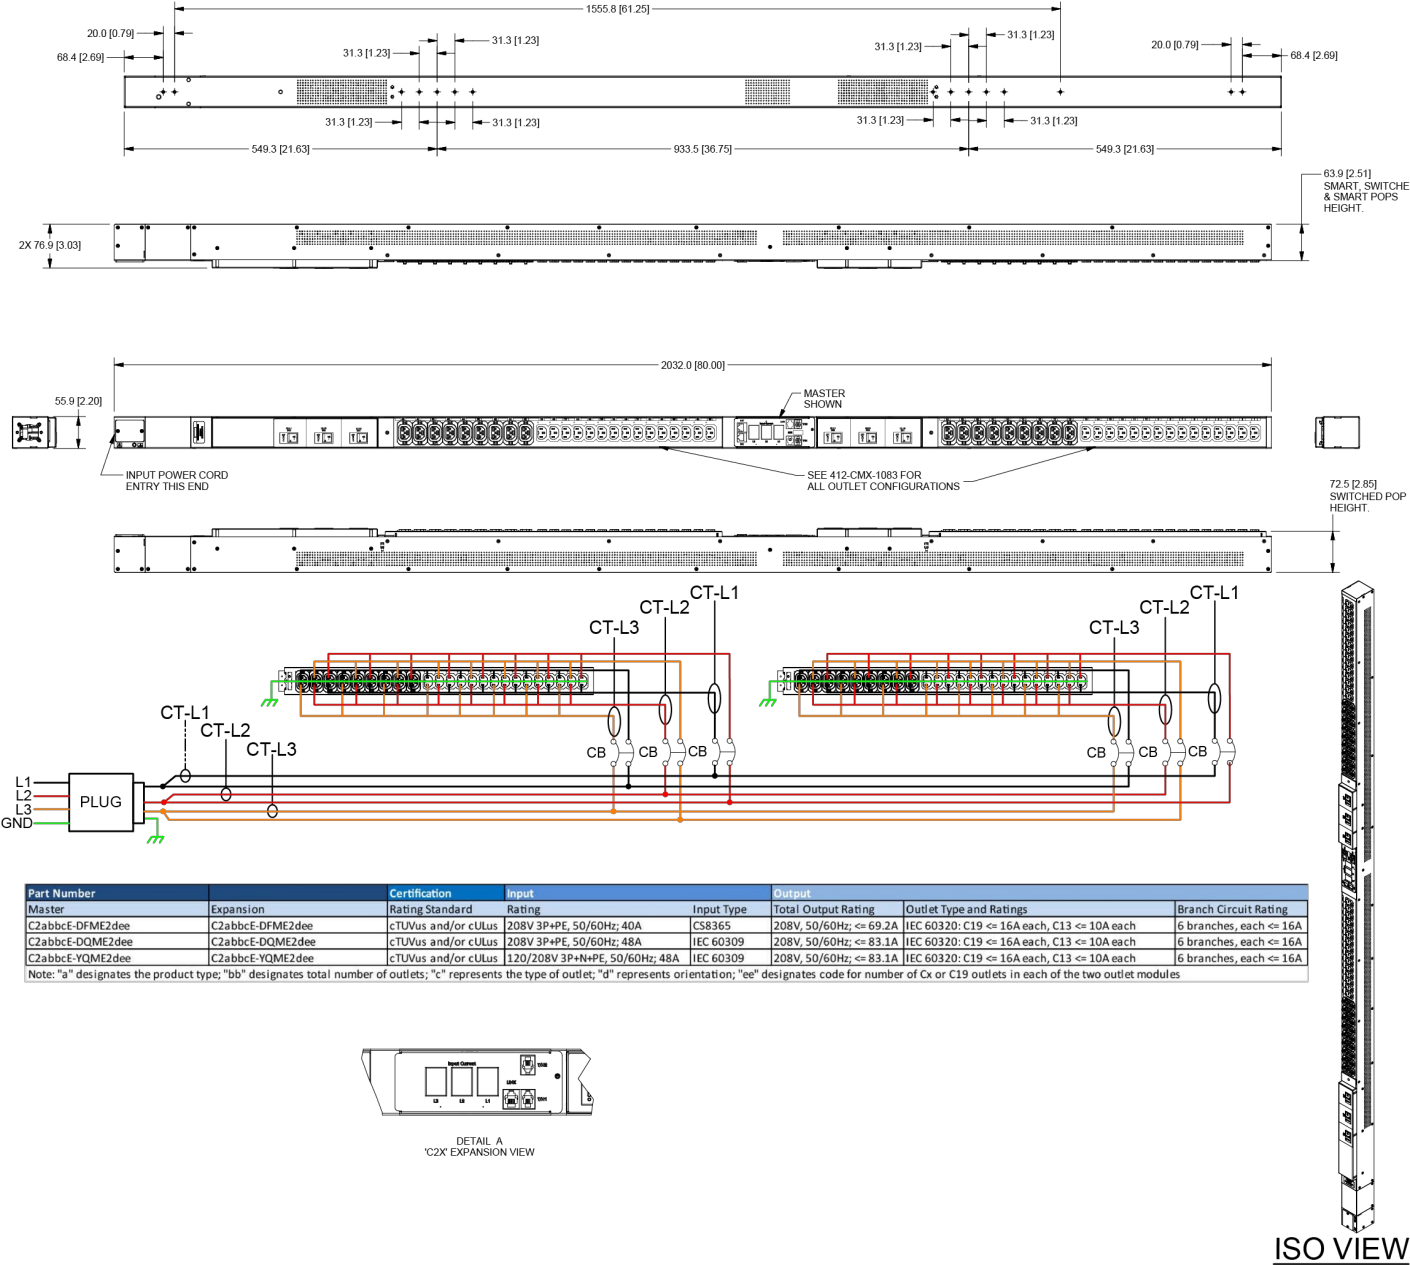 1555.8 [61.25]
20.0 [0.79]
31.3 [1.23]
31.3 [1.23]
31.3 [1.23]
31.3 [1.23]
20.0 [0.79]
68.4 [2.69]
68.4 [2.69]
31.3 [1.23]
31.3 [1.23]
31.3 [1.23]
31.3 [1.23]
549.3 [21.63]
933.5 [36.75]
549.3 [21.63]
63.9 [2.51]
SMART, SWITCHE
& SMART POPS
HEIGHT.
2X 76.9 [3.03]
2032.0 [80.00]
55.9 [2.20]
MASTER
SHOWN
INPUT POWER CORD
ENTRY THIS END
SEE 412-CMX-1083 FOR
ALL OUTLET CONFIGURATIONS
72.5 [2.85]
SWITCHED POP
HEIGHT.
CT-L1
CT-L2
CT-L3
CT-L1
CT-L2
CT-L3
CT-L1
CT-L2
CT-L3
CB
CB
CB
CB
CB
CB
L1
L2
L3
GND
PLUG
Part Number Certification Input Output
Master Expansion Rating Standard Rating Input Type Total Output Rating Outlet Type and Ratings Branch Circuit Rating
C2abbcE-DFME2dee C2abbcE-DFME2dee cTUVus and/or cULus 208V 3P+PE, 50/60Hz; 40A CS8365 208V, 50/60Hz; <= 69.2A IEC 60320: C19 <= 16A each, C13 <= 10A each 6 branches, each <= 16A
C2abbcE-DQME2dee C2abbcE-DQME2dee cTUVus and/or cULus 208V 3P+PE, 50/60Hz; 48A IEC 60309 208V, 50/60Hz; <= 83.1A IEC 60320: C19 <= 16A each, C13 <= 10A each 6 branches, each <= 16A
C2abbcE-YQME2dee C2abbcE-YQME2dee cTUVus and/or cULus 120/208V 3P+N+PE, 50/60Hz; 48A IEC 60309 208V, 50/60Hz; <= 83.1A IEC 60320: C19 <= 16A each, C13 <= 10A each 6 branches, each <= 16A
Note: "a" designates the product type; "bb" designates total number of outlets; "c" represents the type of outlet; "d" represents orientation; "ee" designates code for number of Cx or C19 outlets in each of the two outlet modules
Input Current
L3 L2 L1
LINK
DETAIL A
'C2X' EXPANSION VIEW
ISO VIEW